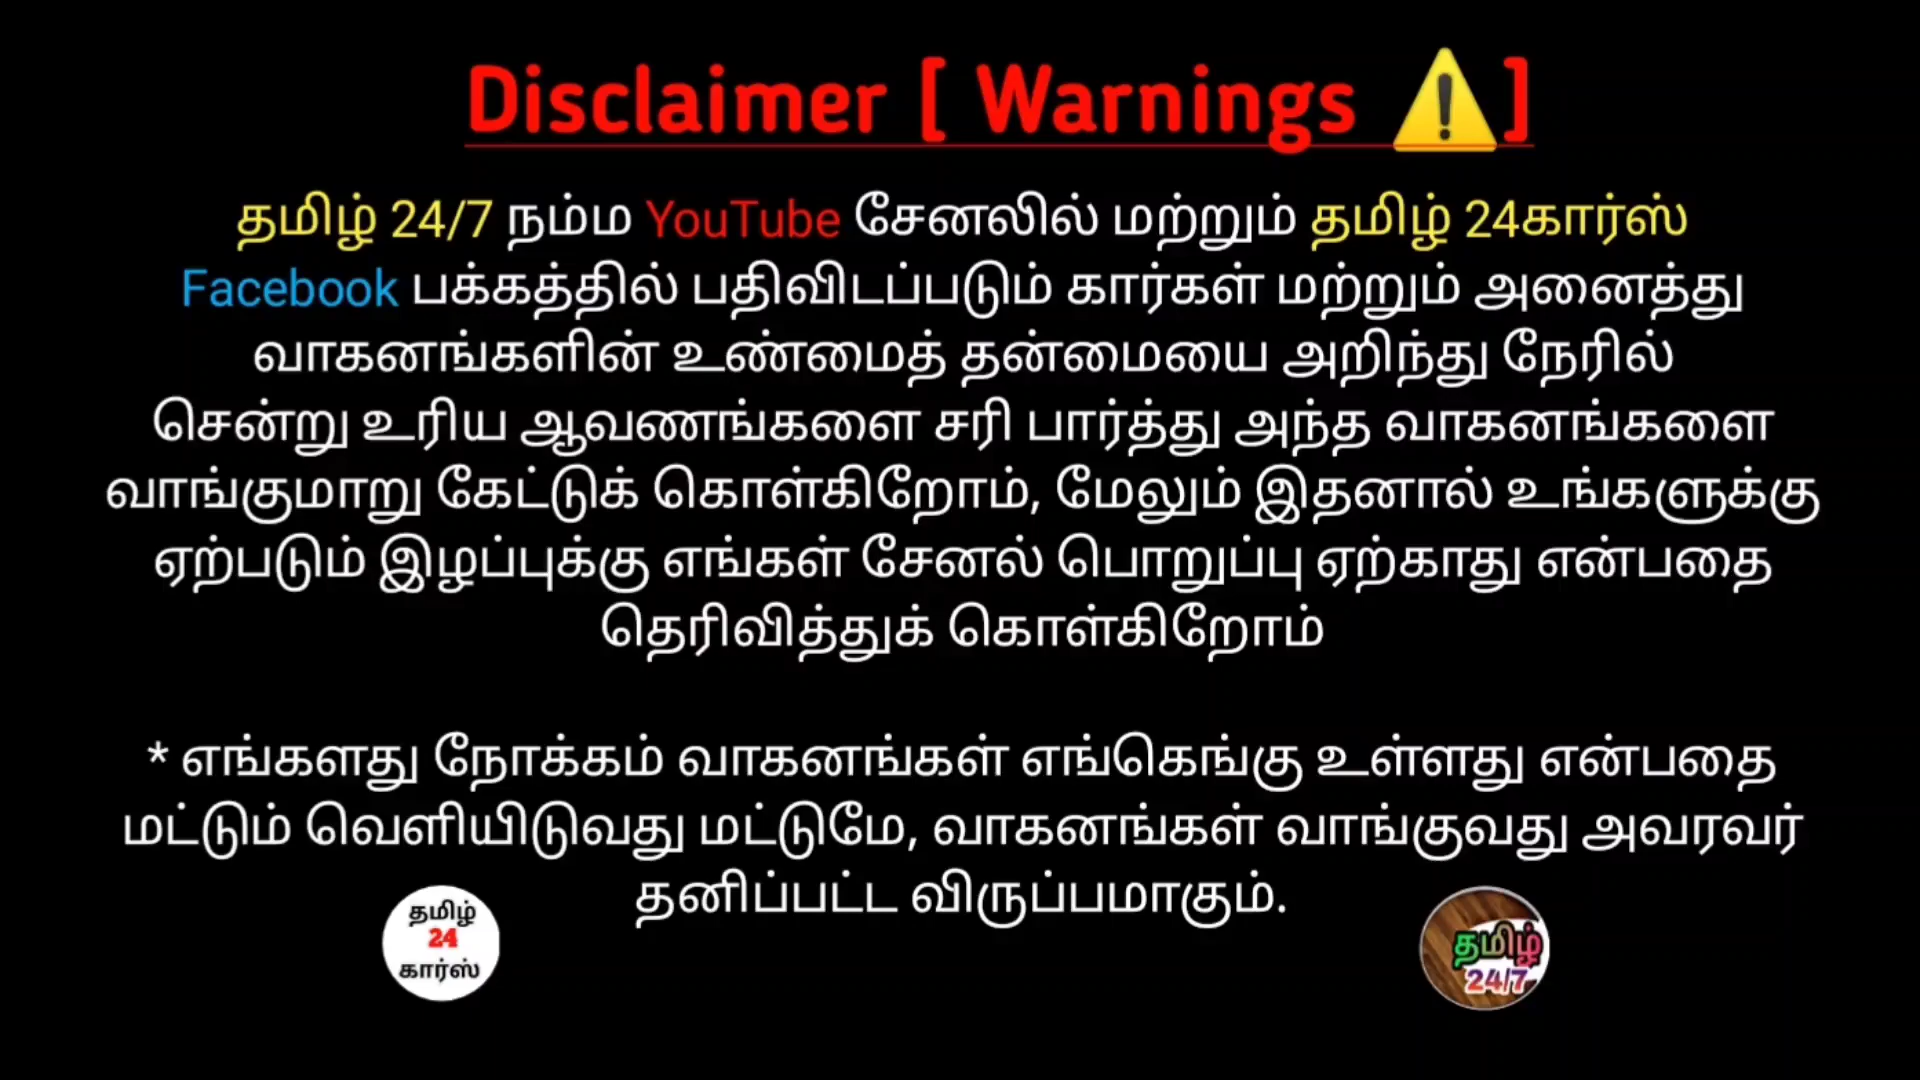 Disclaimer [ Warnings ⚠️]
தமிழ் 24/7 நம்ம YouTube சேனலில் மற்றும் தமிழ் 24கார்ஸ்
Facebook பக்கத்தில் பதிவிடப்படும் கார்கள் மற்றும் அனைத்து
வாகனங்களின் உண்மைத் தன்மையை அறிந்து நேரில்
சென்று உரிய ஆவணங்களை சரி பார்த்து அந்த வாகனங்களை
வாங்குமாறு கேட்டுக் கொள்கிறோம், மேலும் இதனால் உங்களுக்கு
ஏற்படும் இழப்புக்கு எங்கள் சேனல் பொறுப்பு ஏற்காது என்பதை
தெரிவித்துக் கொள்கிறோம்
* எங்களது நோக்கம் வாகனங்கள் எங்கெங்கு உள்ளது என்பதை
மட்டும் வெளியிடுவது மட்டுமே, வாகனங்கள் வாங்குவது அவரவர்
தனிப்பட்ட விருப்பமாகும்.
தமிழ்
24
கார்ஸ்
தமிழ்
24/7